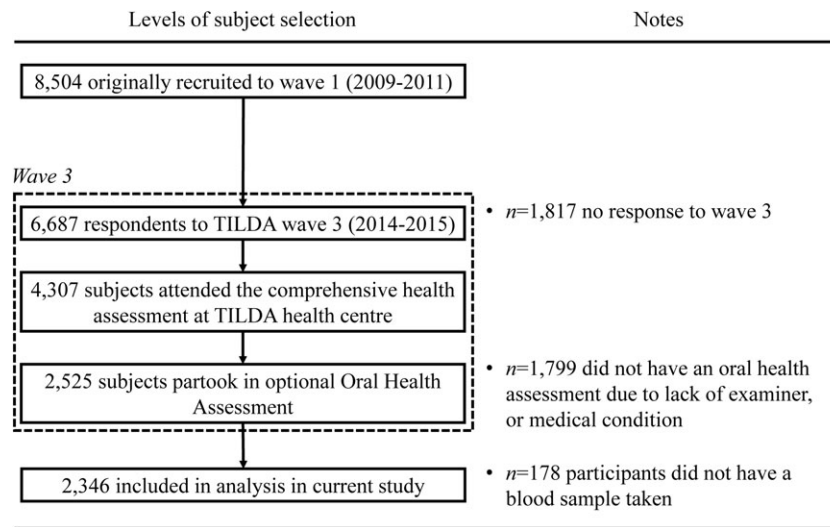 Levels of subject selection
Notes
8,504 originally recruited to wave 1 (2009-2011)
Wave 3
6,687 respondents to TILDA wave 3 (2014-2015)
• n=1,817 no response to wave 3
4,307 subjects attended the comprehensive health
assessment at TILDA health centre
2,525 subjects partook in optional Oral Health
Assessment
• n=1,799 did not have an oral health
assessment due to lack of examiner,
or medical condition
2,346 included in analysis in current study
• n=178 participants did not have a
blood sample taken